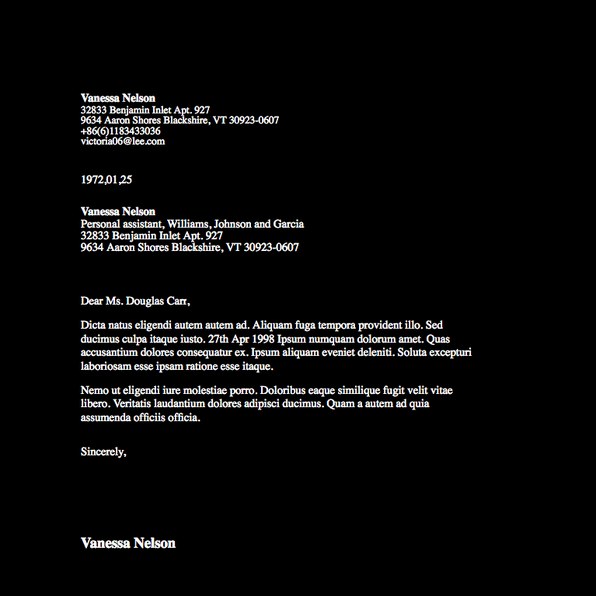 Vanessa Nelson
32833 Benjamin Inlet Apt. 927
9634 Aaron Shores Blackshire, VT 30923-0607
+86(6)1183433036
victoria06@lee.com
1972,01,25
Vanessa Nelson
Personal assistant, Williams, Johnson and Garcia
32833 Benjamin Inlet Apt. 927
9634 Aaron Shores Blackshire, VT 30923-0607
Dear Ms. Douglas Carr,
Dicta natus eligendi autem autem ad. Aliquam fuga tempora provident illo. Sed
ducimus culpa itaque iusto. 27th Apr 1998 Ipsum numquam dolorum amet. Quas
accusantium dolores consequatur ex. Ipsum aliquam eveniet deleniti. Soluta excepturi
laboriosam esse ipsam ratione esse itaque.
Nemo ut eligendi iure molestiae porro. Doloribus eaque similique fugit velit vitae
libero. Veritatis laudantium dolores adipisci ducimus. Quam a autem ad quia
assumenda officiis officia.
Sincerely,
Vanessa Nelson